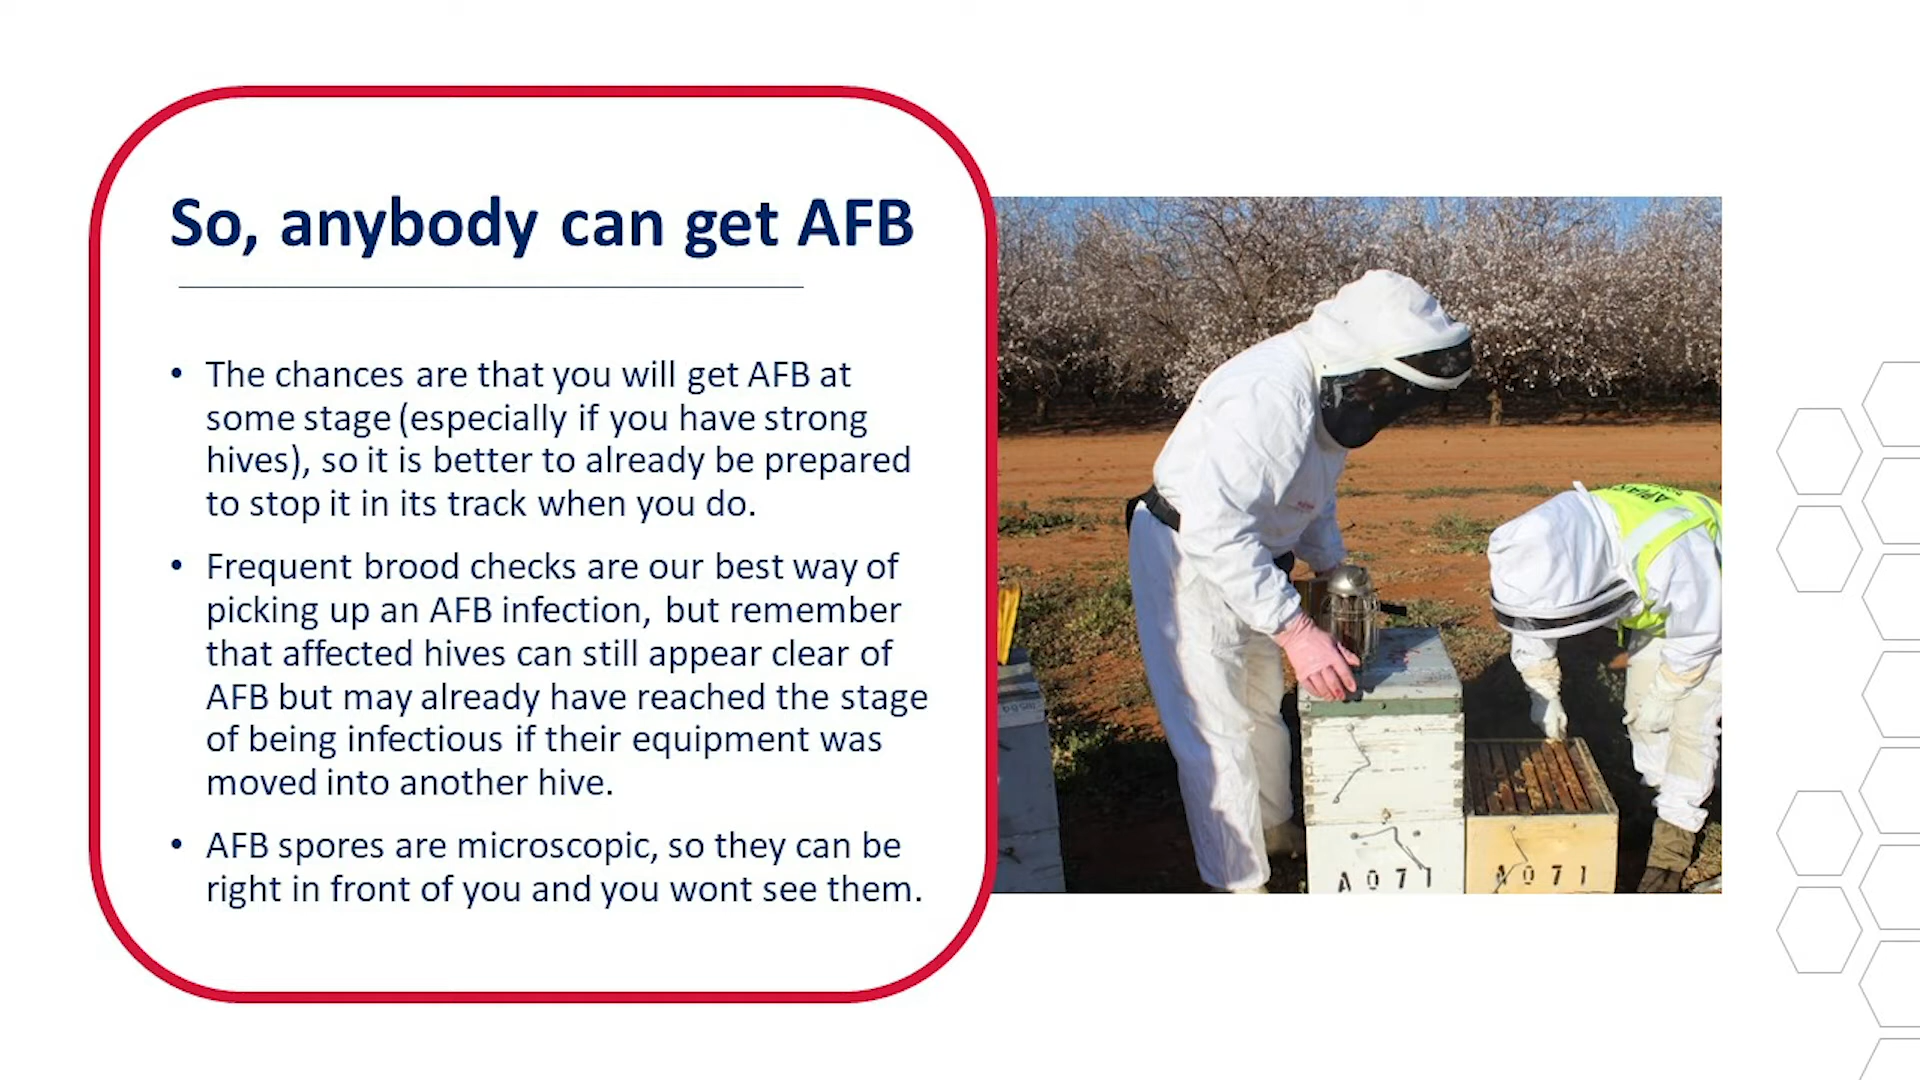 So, anybody can get AFB
• The chances are that you will get AFB at
some stage (especially if you have strong
hives), so it is better to already be prepared
to stop it in its track when you do.
• Frequent brood checks are our best way of
picking up an AFB infection, but remember
that affected hives can still appear clear of
AFB but may already have reached the stage
of being infectious if their equipment was
moved into another hive.
• AFB spores are microscopic, so they can be
right in front of you and you wont see them.
A071
A071